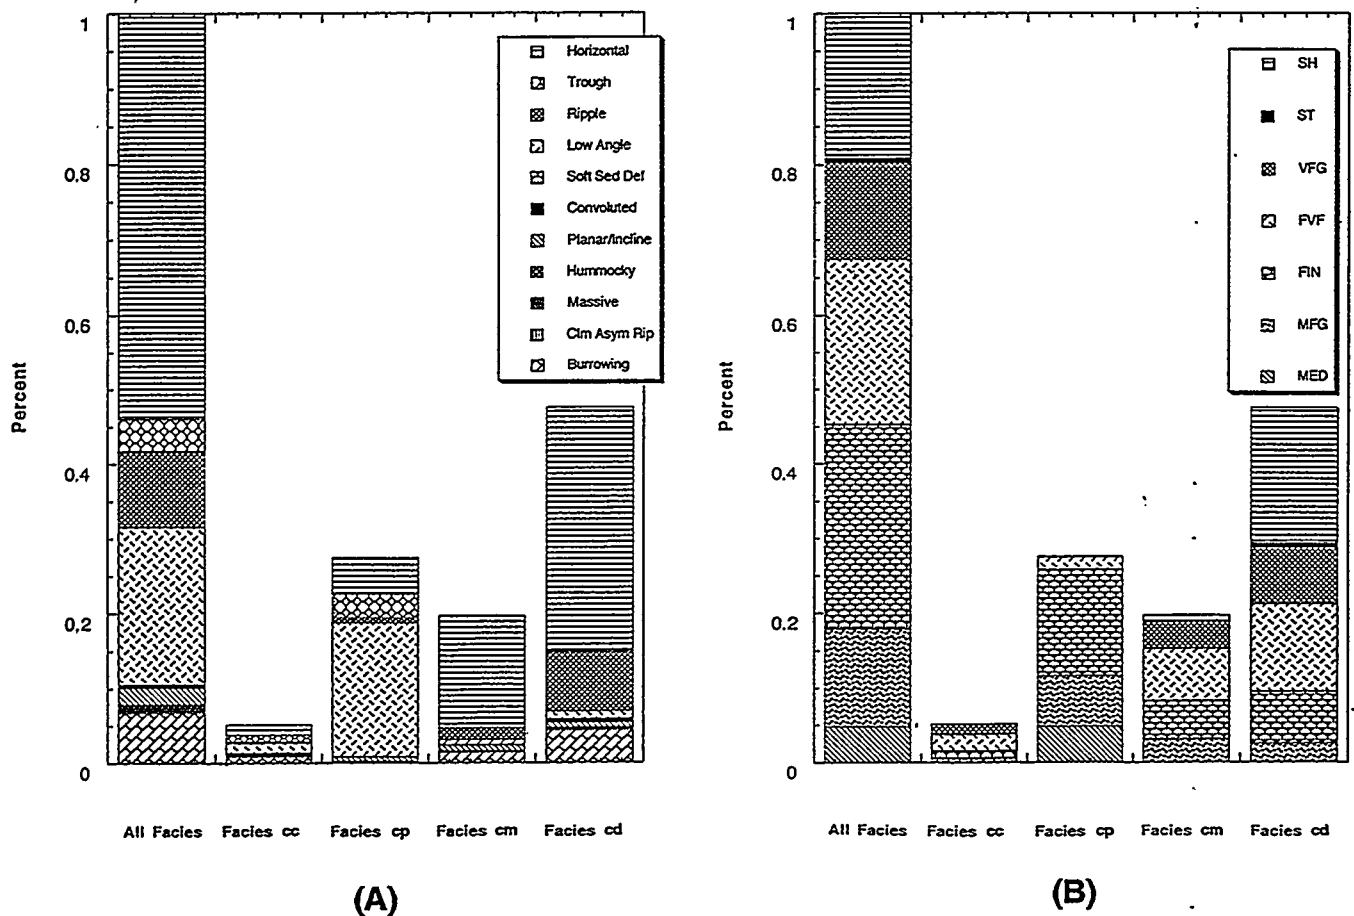 1
0.8
0.6
0.4
0.2
0
Percent
Horizontal
Trough
Ripple
Low Angle
Soft Sed Def
Convoluted
Planar/Incline
Hummocky
Massive
Clm Asym Rip
Burrowing
All Facies Facies cc Facies cp Facies cm Facies cd
(A)
1
0.8
0.6
0.4
0.2
0
Percent
SH
ST
VFG
FVF
FIN
MFG
MED
All Facies Facies cc Facies cp Facies cm Facies cd
(B)